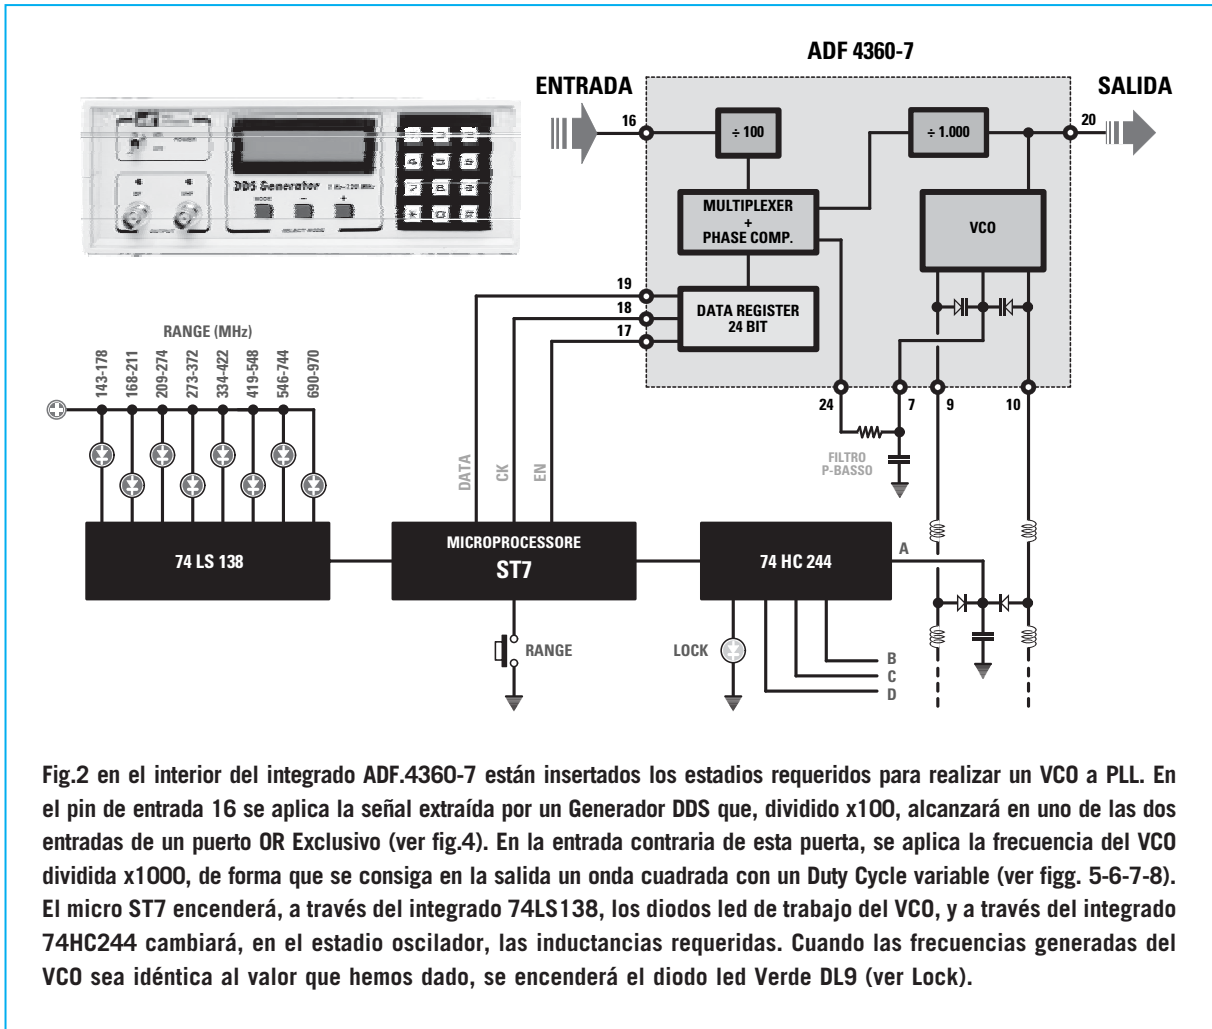 ADF 4360-7
ENTRADA
SALIDA
16
÷ 100
÷ 1.000
20
POWER
DDS Generator
MODE
-
+
OUTPUT
SELECT MODE
MULTIPLEXER
+
PHASE COMP.
VCO
19
18
17
DATA REGISTER
24 BIT
RANGE (MHz)
143-178
168-211
209-274
273-372
334-422
419-548
546-744
690-970
24
7
9
10
FILTRO
P-BASSO
DATA
CK
EN
74 LS 138
MICROPROCESSORE
ST7
74 HC 244
A
RANGE
LOCK
B
C
D
Fig.2 en el interior del integrado ADF.4360-7 están insertados los estadios requeridos para realizar un VCO a PLL. En
el pin de entrada 16 se aplica la señal extraída por un Generador DDS que, dividido x100, alcanzará en uno de las dos
entradas de un puerto OR Exclusivo (ver fig.4). En la entrada contraria de esta puerta, se aplica la frecuencia del VCO
dividida x1000, de forma que se consiga en la salida un onda cuadrada con un Duty Cycle variable (ver figg. 5-6-7-8).
El micro ST7 encenderá, a través del integrado 74LS138, los diodos led de trabajo del VCO, y a través del integrado
74HC244 cambiará, en el estadio oscilador, las inductancias requeridas. Cuando las frecuencias generadas del
VCO sea idéntica al valor que hemos dado, se encenderá el diodo led Verde DL9 (ver Lock).